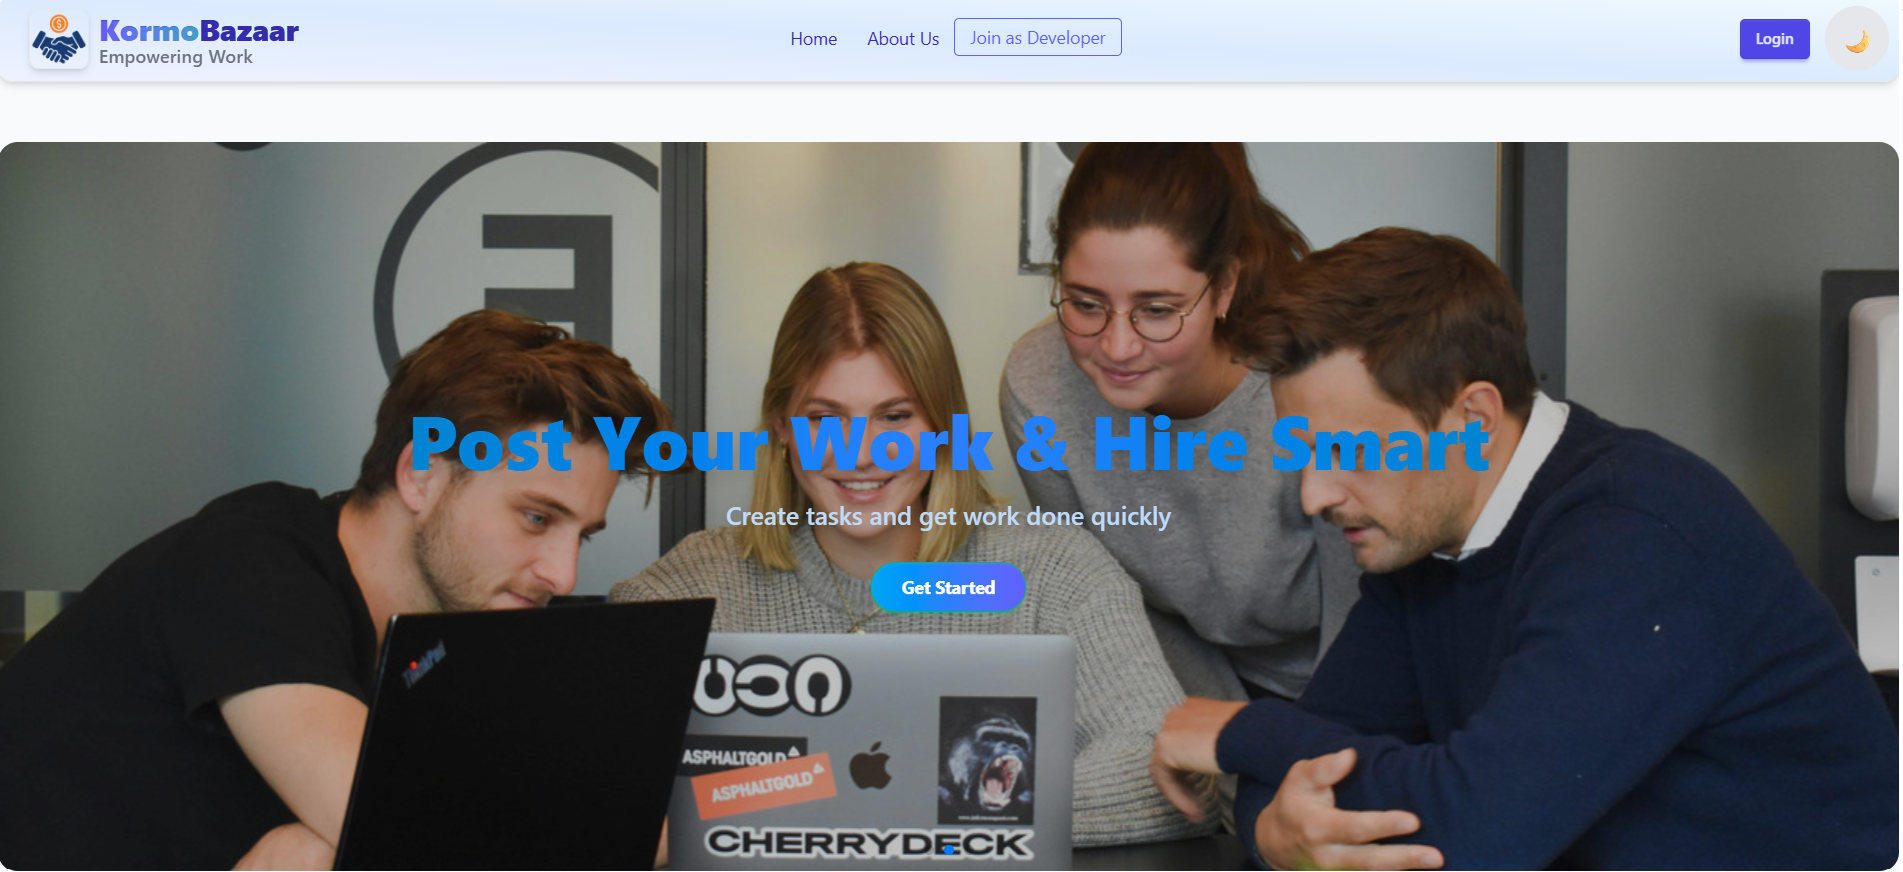 KormoBazaar
Empowering Work
Home
About Us
Join as Developer
Login
Post Your Work & Hire Smart
Create tasks and get work done quickly
Get Started
ThinkPad
ASPHALTGOLD
ASPHALTGOLD
CHERRYDECK